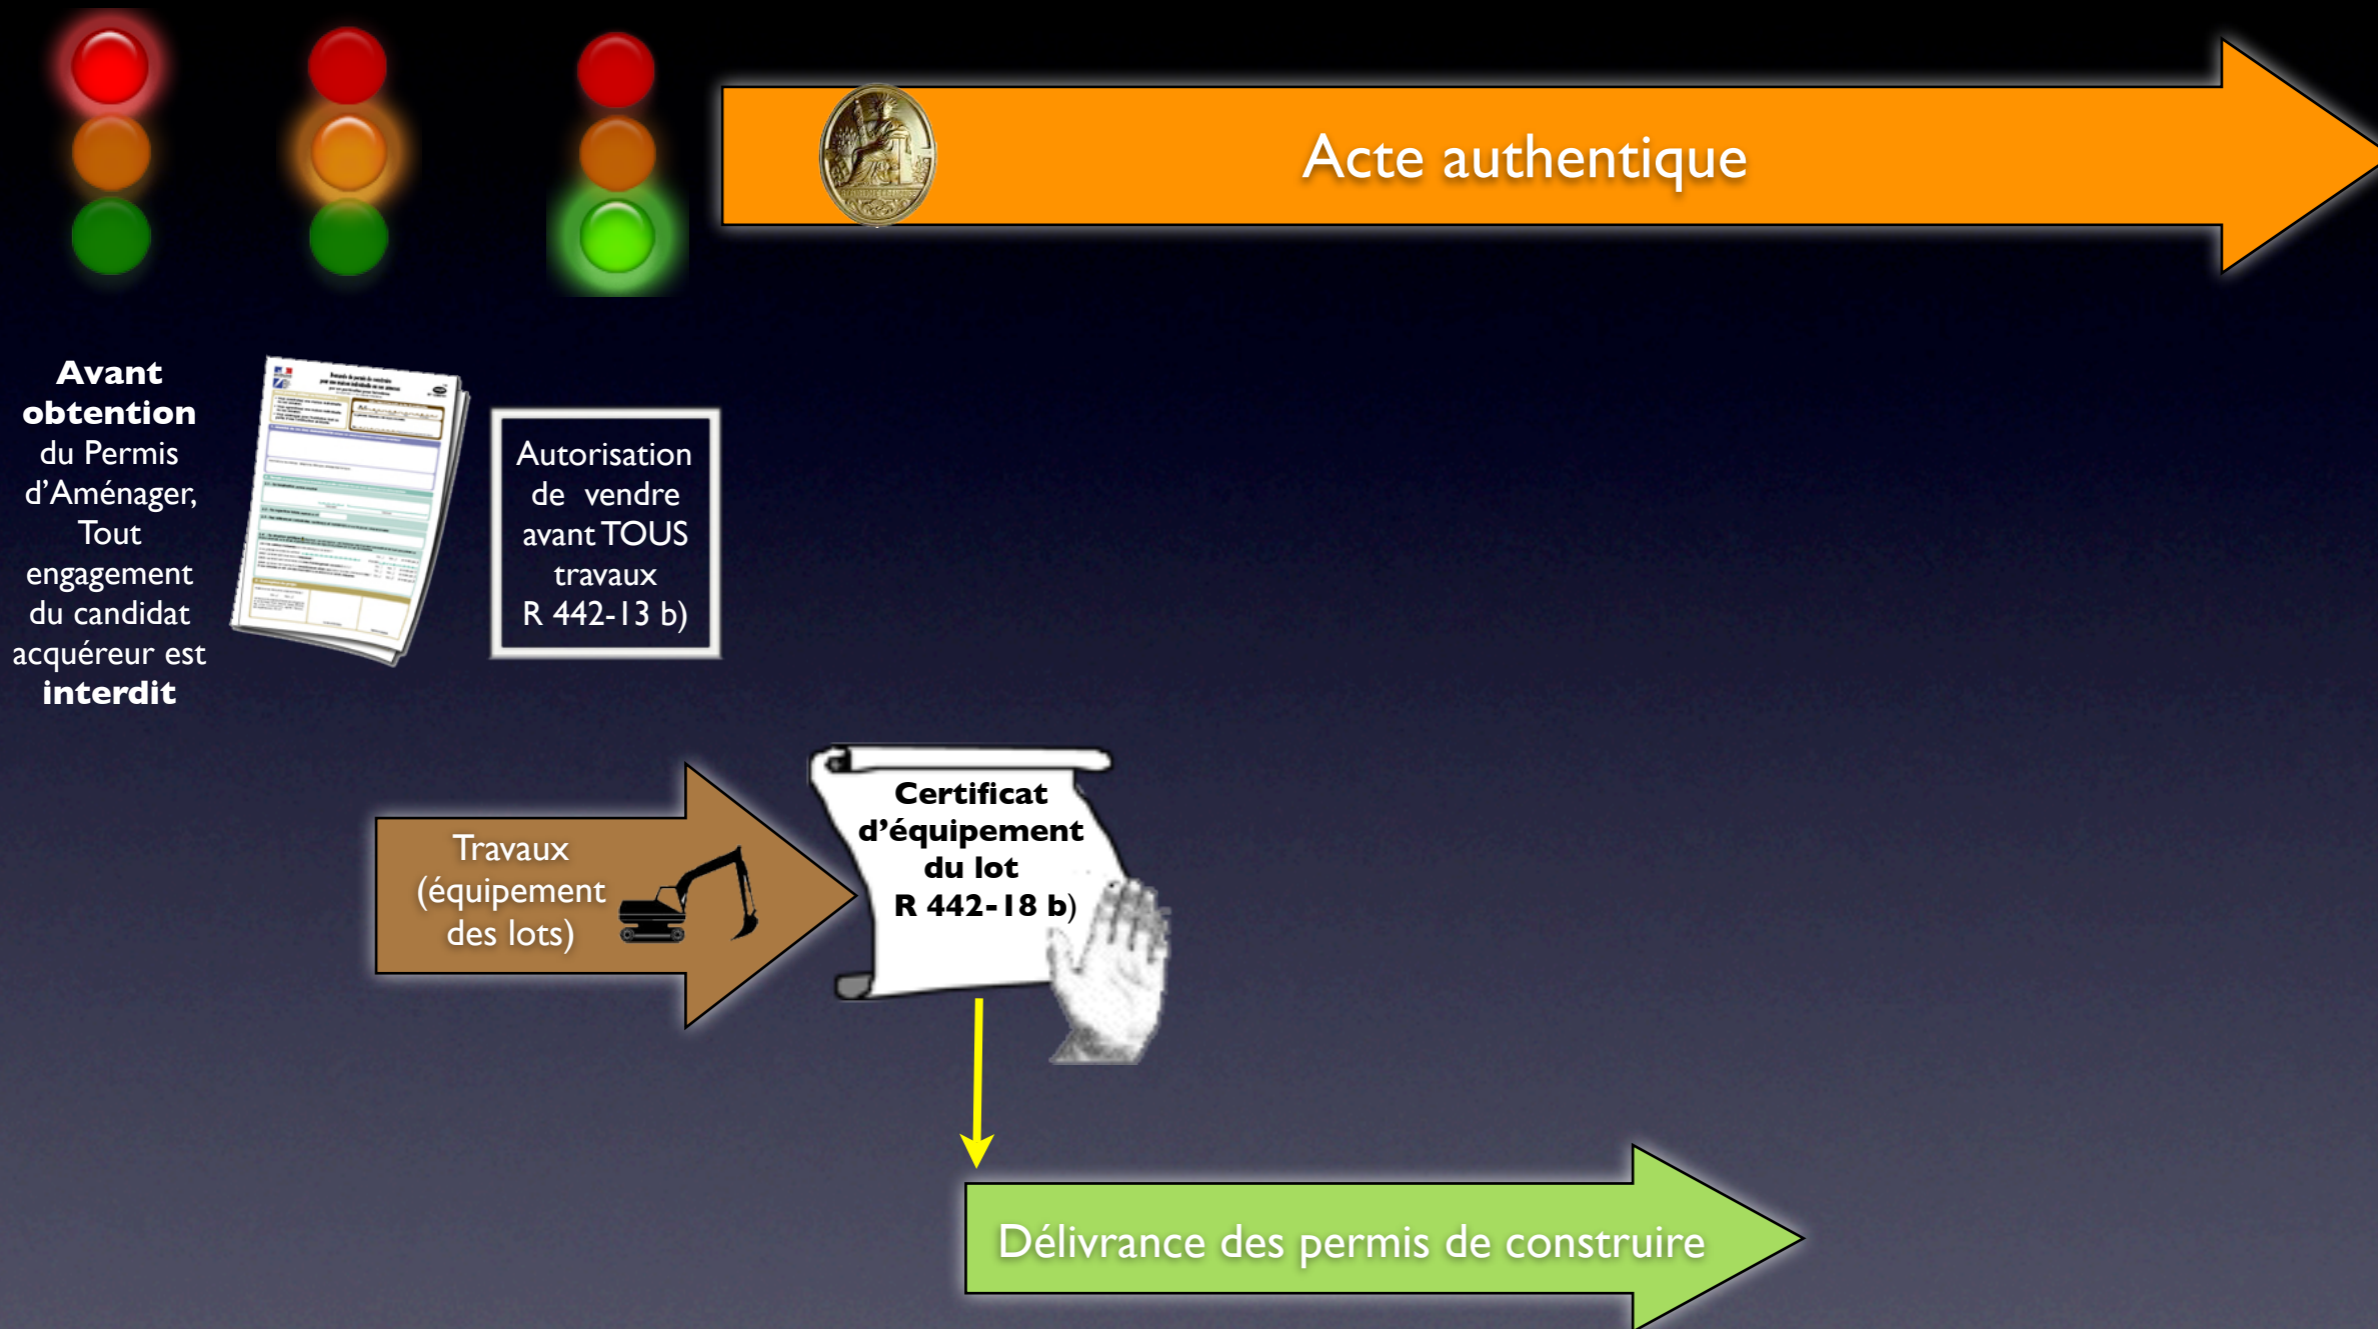 Acte authentique
Avant
obtention
du Permis
d’Aménager,
Tout
engagement
du candidat
acquéreur est
interdit
Autorisation
de vendre
avant TOUS
travaux
R 442-13 b)
Travaux
(équipement
des lots)
Certificat
d’équipement
du lot
R 442-18 b)
Délivrance des permis de construire